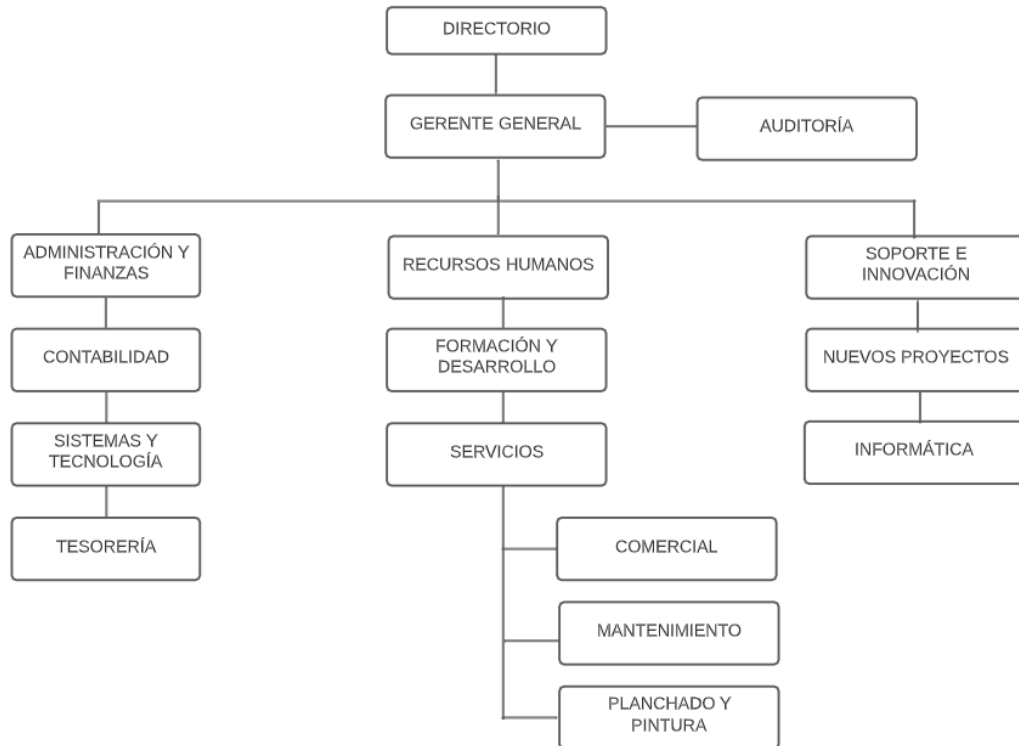 DIRECTORIO
GERENTE GENERAL
AUDITORÍA
ADMINISTRACIÓN Y
FINANZAS
RECURSOS HUMANOS
SOPORTE E
INNOVACIÓN
CONTABILIDAD
FORMACIÓN Y
DESARROLLO
NUEVOS PROYECTOS
SISTEMAS Y
TECNOLOGÍA
SERVICIOS
INFORMÁTICA
TESORERÍA
COMERCIAL
MANTENIMIENTO
PLANCHADO Y
PINTURA